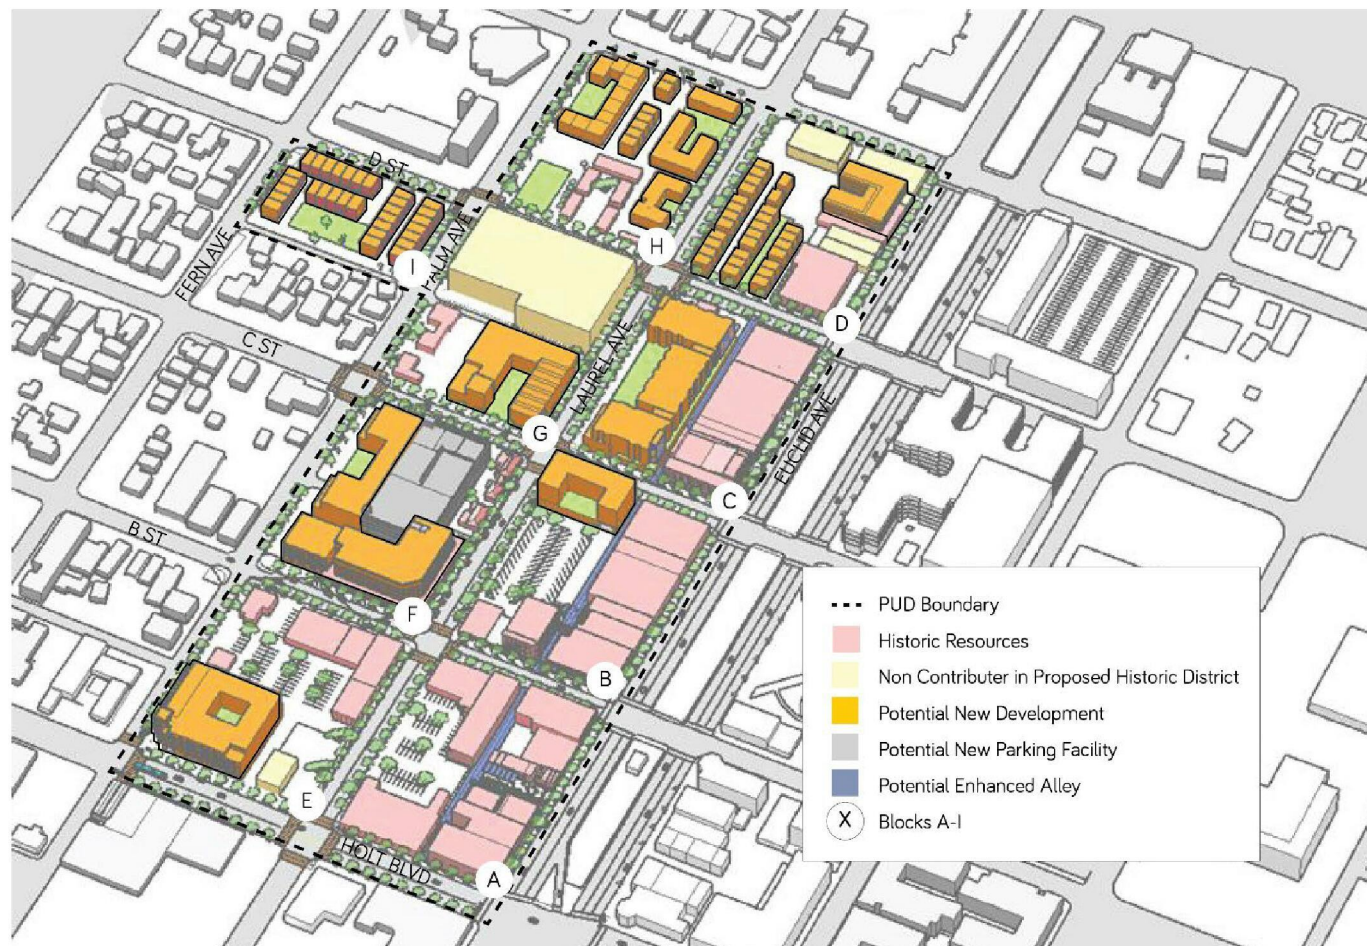 D ST
FERN AVE
PALM AVE
I
H
D
C ST
LAUREL AVE
G
EUCLID AVE
C
B ST
F
B
E
HOLT BLVD
A
PUD Boundary
Historic Resources
Non Contributer in Proposed Historic District
Potential New Development
Potential New Parking Facility
Potential Enhanced Alley
X Blocks A-I